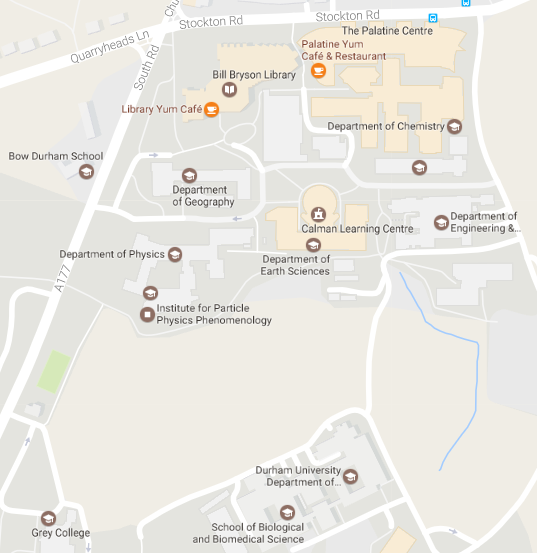 Chu
Stockton Rd
Stockton Rd
Quarryheads Ln
South Rd
The Palatine Centre
Palatine Yum
Café & Restaurant
Bill Bryson Library
Library Yum Café
Department of Chemistry
Bow Durham School
Department
of Geography
Calman Learning Centre
Department of
Engineering &...
Department of Physics
Department of
Earth Sciences
A177
Institute for Particle
Physics Phenomenology
Durham University
Department of...
Grey College
School of Biological
and Biomedical Science